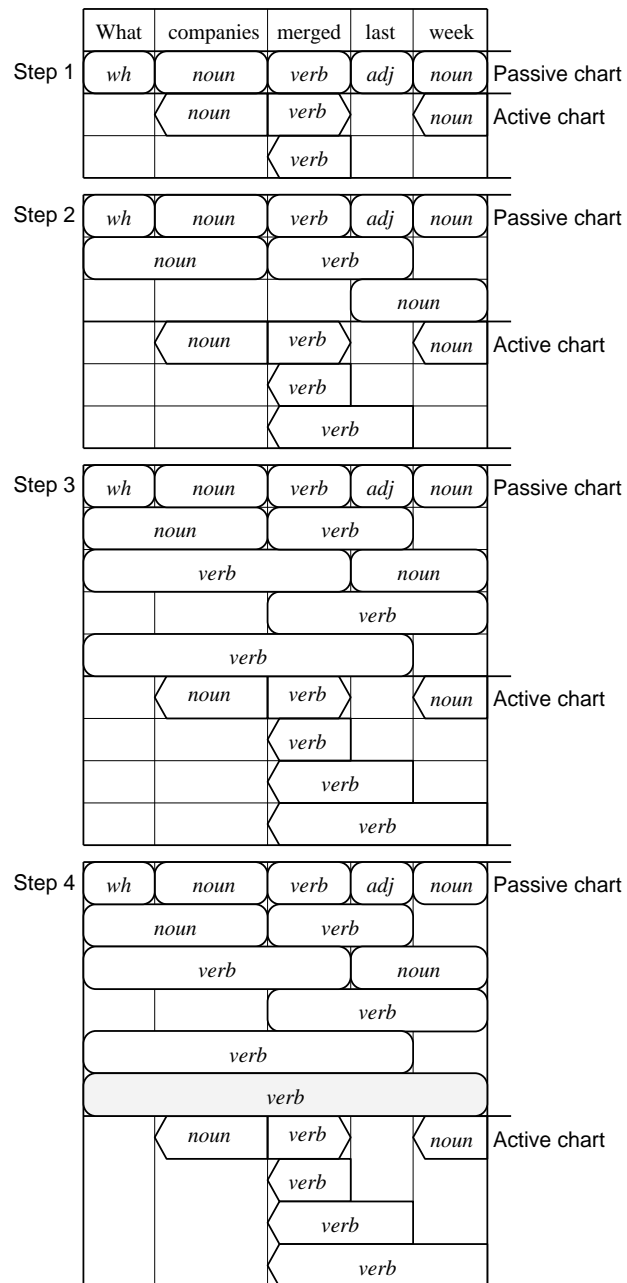 What companies merged last week
Step 1 wh noun verb adj noun Passive chart
noun verb noun Active chart
verb
Step 2 wh noun verb adj noun Passive chart
noun verb
noun
noun verb noun Active chart
verb
verb
Step 3 wh noun verb adj noun Passive chart
noun verb
verb noun
verb
verb
noun verb noun Active chart
verb
verb
verb
Step 4 wh noun verb adj noun Passive chart
noun verb
verb noun
verb
verb
verb
noun verb noun Active chart
verb
verb
verb